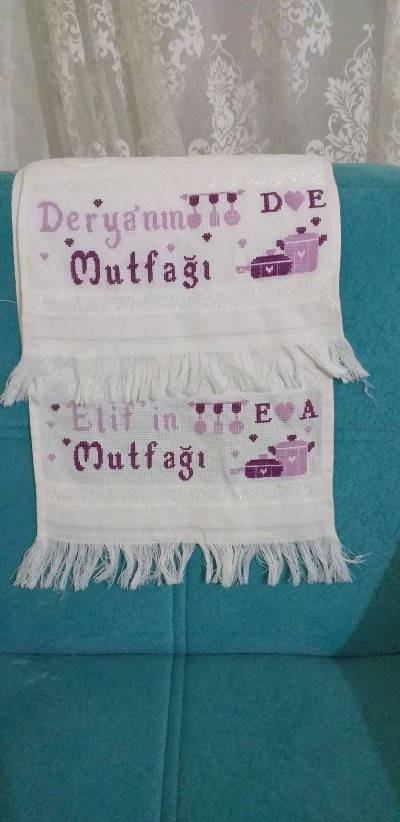 Derya'nın D E
Mutfağı
Elif'in E A
Mutfağı